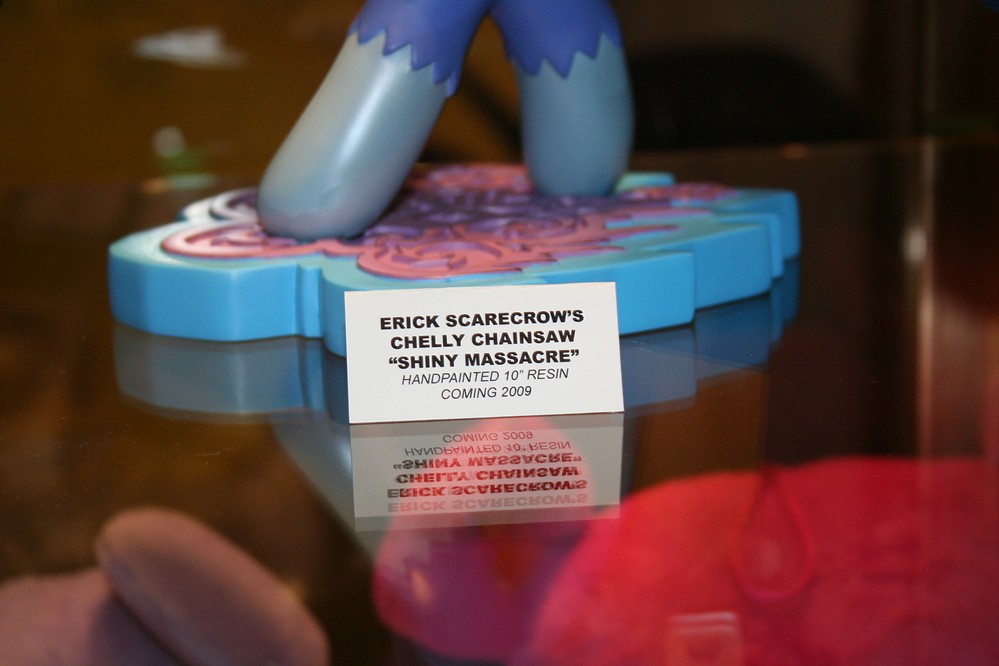 ERICK SCARECROW'S
CHELLY CHAINSAW
“SHINY MASSACRE”
HANDPAINTED 10” RESIN
COMING 2009